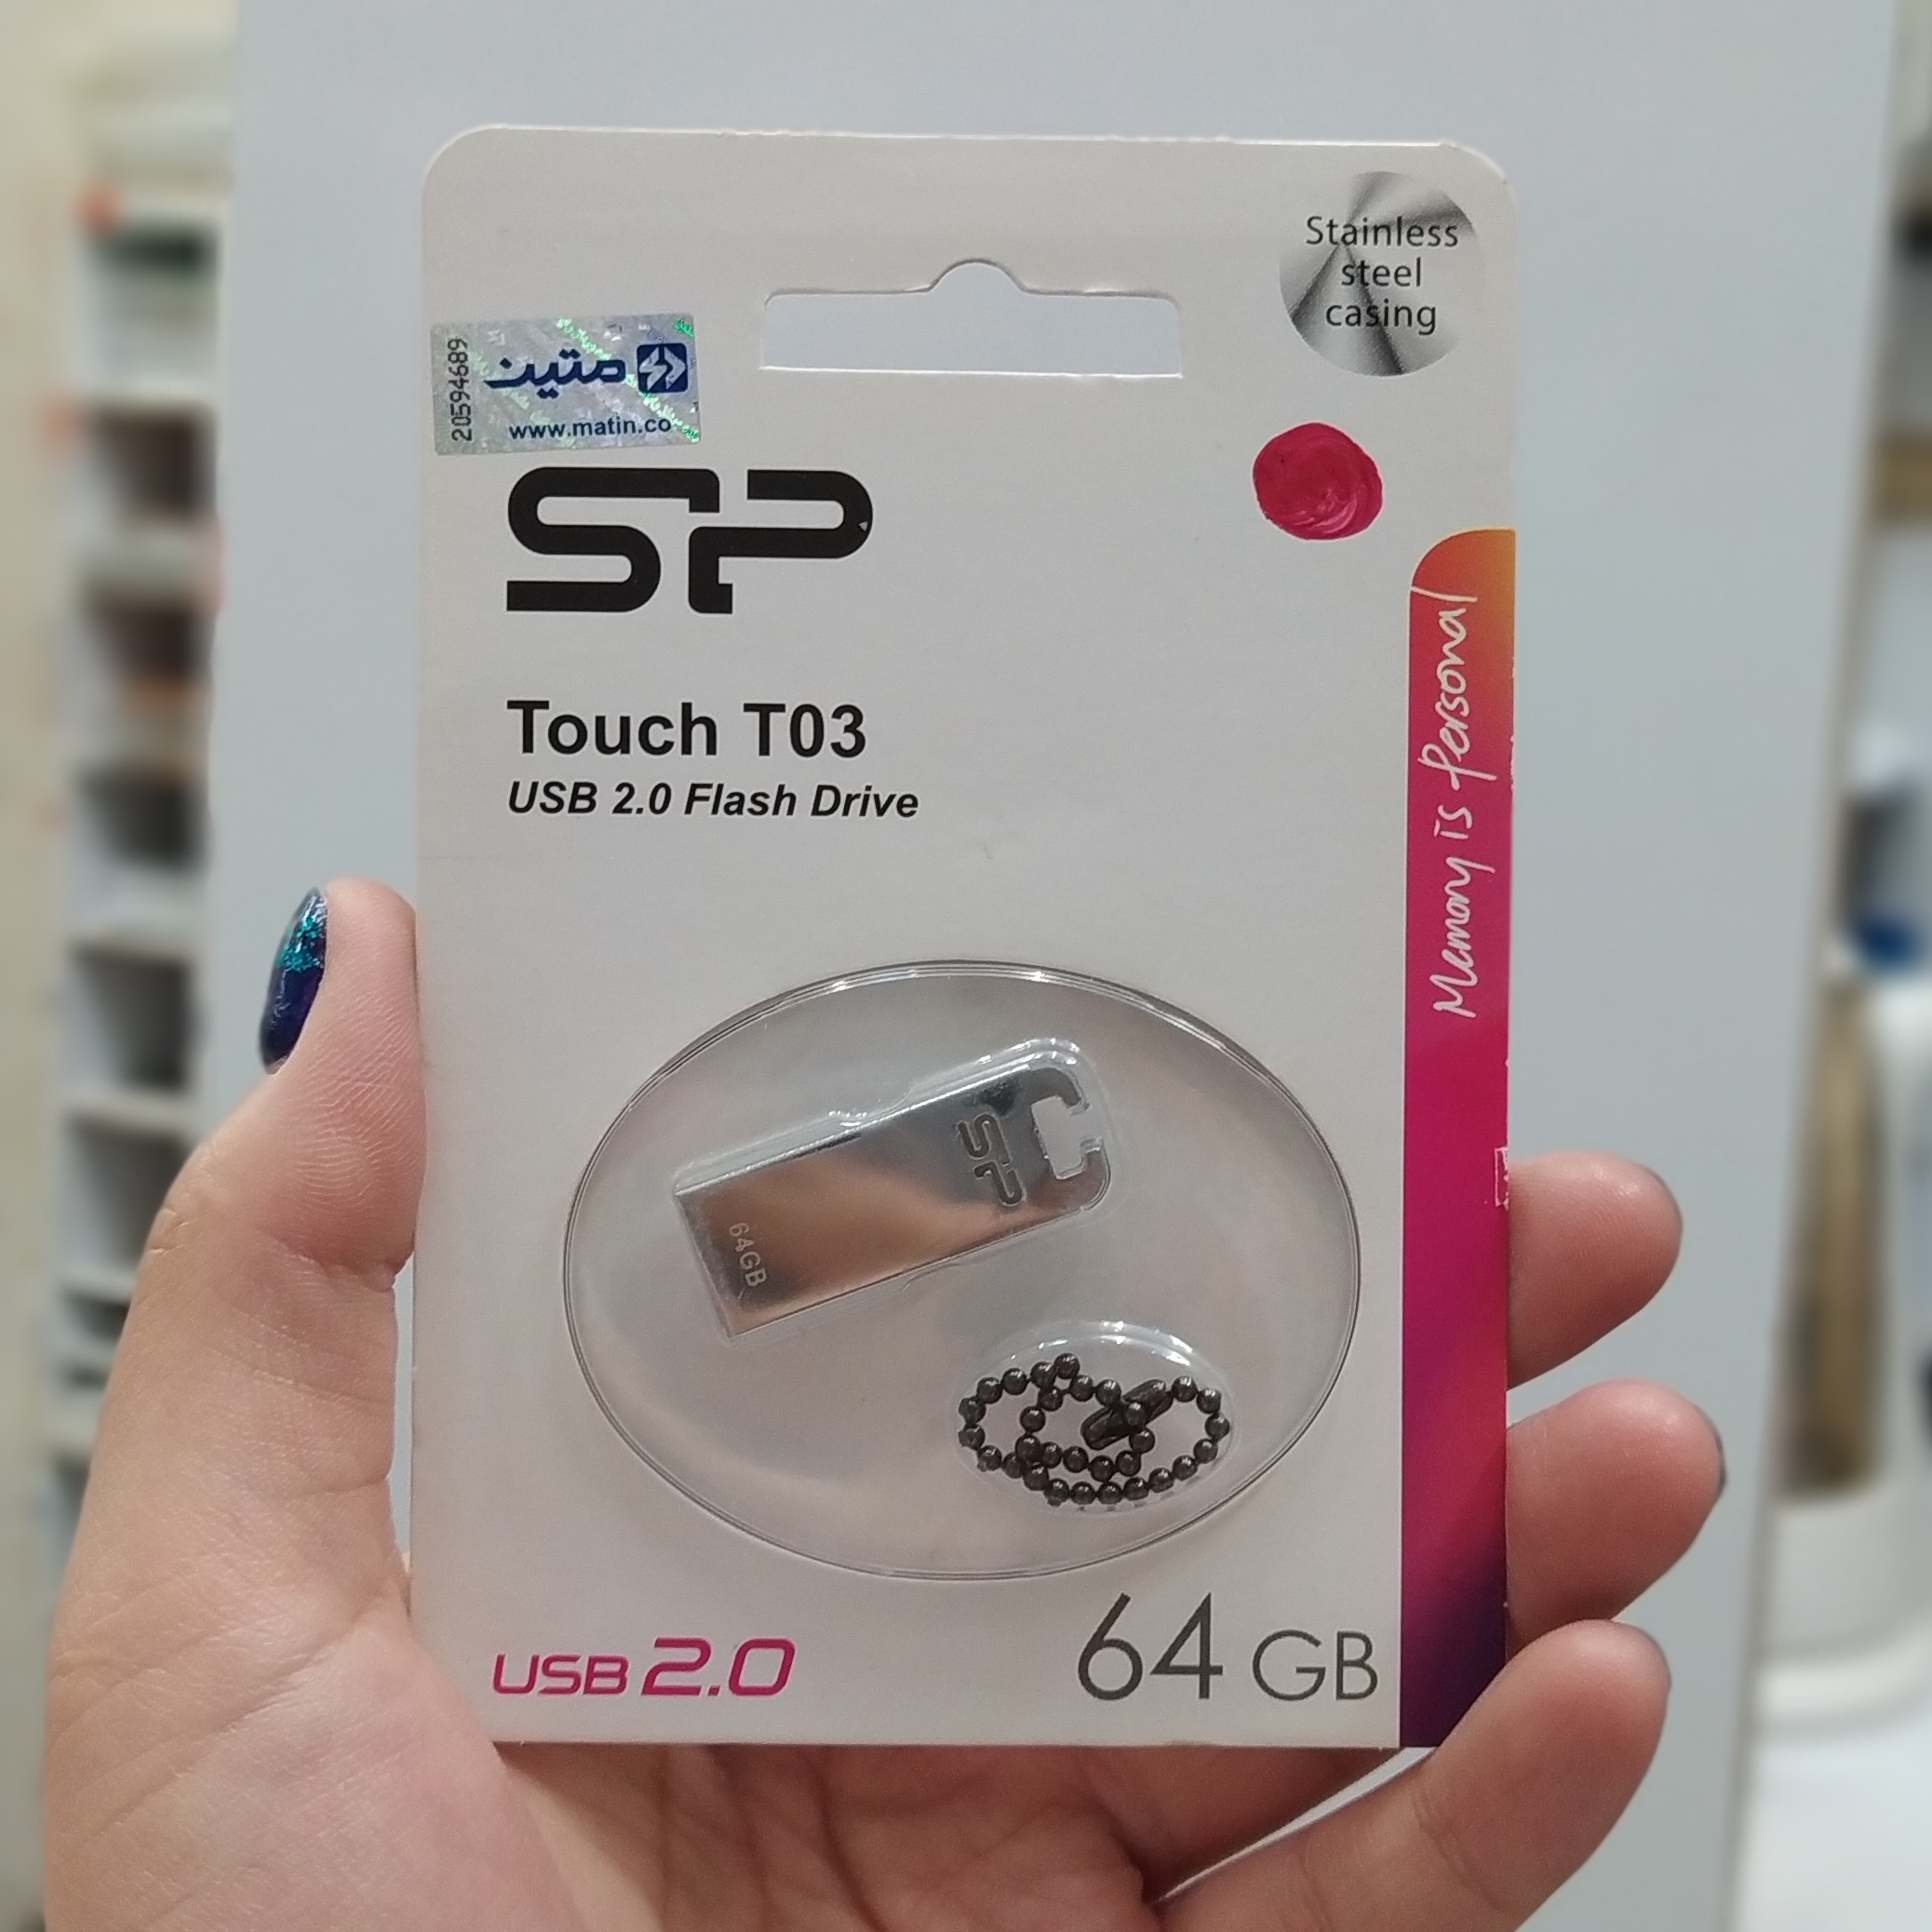 Stainless
steel
casing
20594689
متین
www.matin.co
SP
Touch T03
USB 2.0 Flash Drive
Memory is Personal
SP
64GB
USB 2.0
64 GB